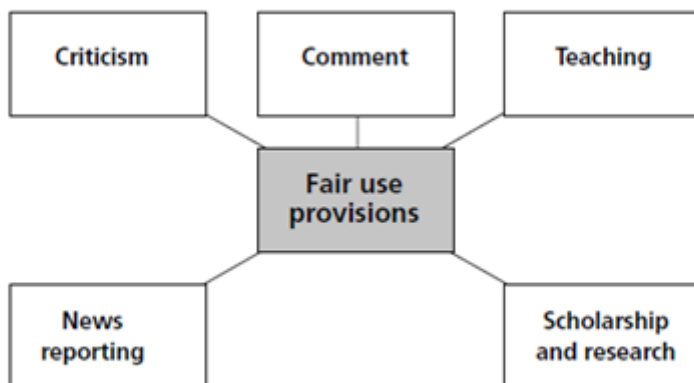 Criticism
Comment
Teaching
Fair use
provisions
News
reporting
Scholarship
and research